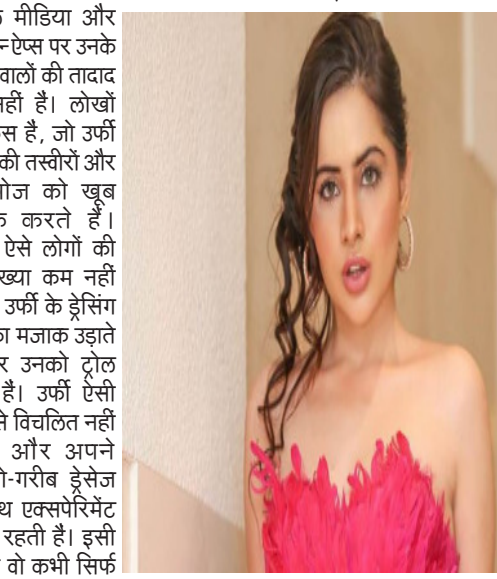 मीडिया और
ऐप्स पर उनके
वालों की तादाद
नहीं हैं। लोखों
है, जो उर्फी
की तस्वीरों और
को खूब
करते हैं।
ऐसे लोगों की
कम नहीं
उर्फी के ड्रेसिंग
मजाक उड़ाते
उनको ट्रोल
हैं। उर्फी ऐसी
से विचलित नहीं
और अपने
गरीब ड्रेसेज
एक्सपेरिमेंट
रहती हैं। इसी
वो कभी सिर्फ